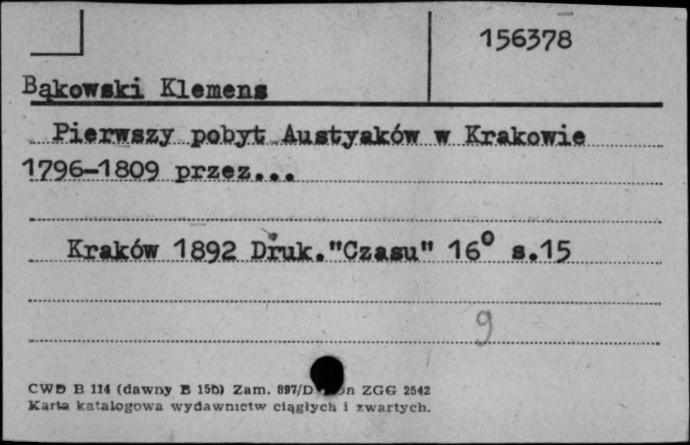 156378
Bąkowski Klemens
Pierwszy pobyt Austyaków w Krakowie
1796-1809 przez...
Kraków 1892 Druk."Czasu" 16° s.15
9
CWD B 114 (dawny B 15b) Zam. 897/D ZGG 2542
Karta katalogowa wydawnictw ciągłych i zwartych.